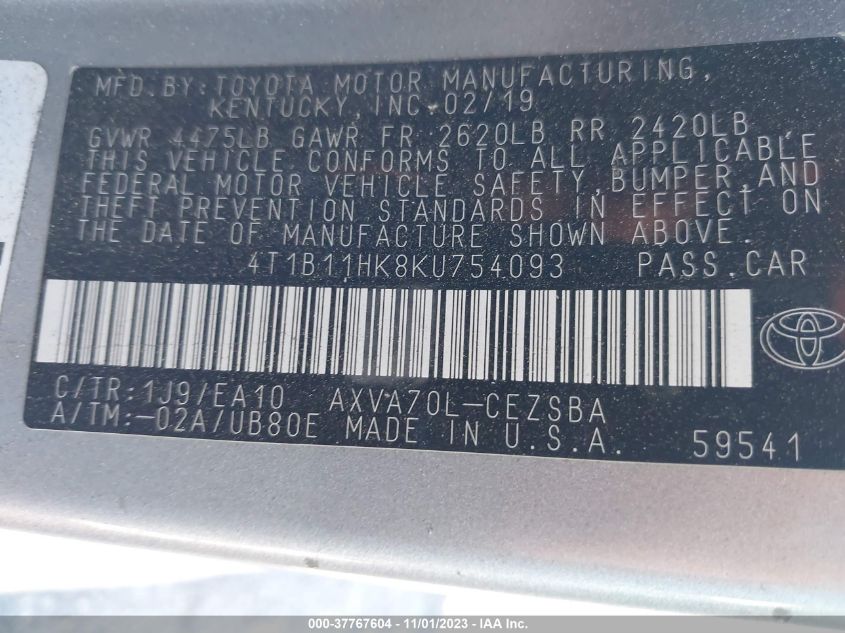 MFD. BY: TOYOTA MOTOR MANUFACTURING,
KENTUCKY, INC. 02/19
GVWR 4475LB GAWR FR 2620LB RR 2420LB
THIS VEHICLE CONFORMS TO ALL APPLICABLE
FEDERAL MOTOR VEHICLE SAFETY, BUMPER, AND
THEFT PREVENTION STANDARDS IN EFFECT ON
THE DATE OF MANUFACTURE SHOWN ABOVE.
4T1B11HK8KU754093 PASS. CAR
C/TR: 1J9/EA10 AXVA70L-CEZSBA
A/TM: -02A/UB80E MADE IN U.S.A. 59541
000-37767604 — 11/01/2023 — IAA Inc.